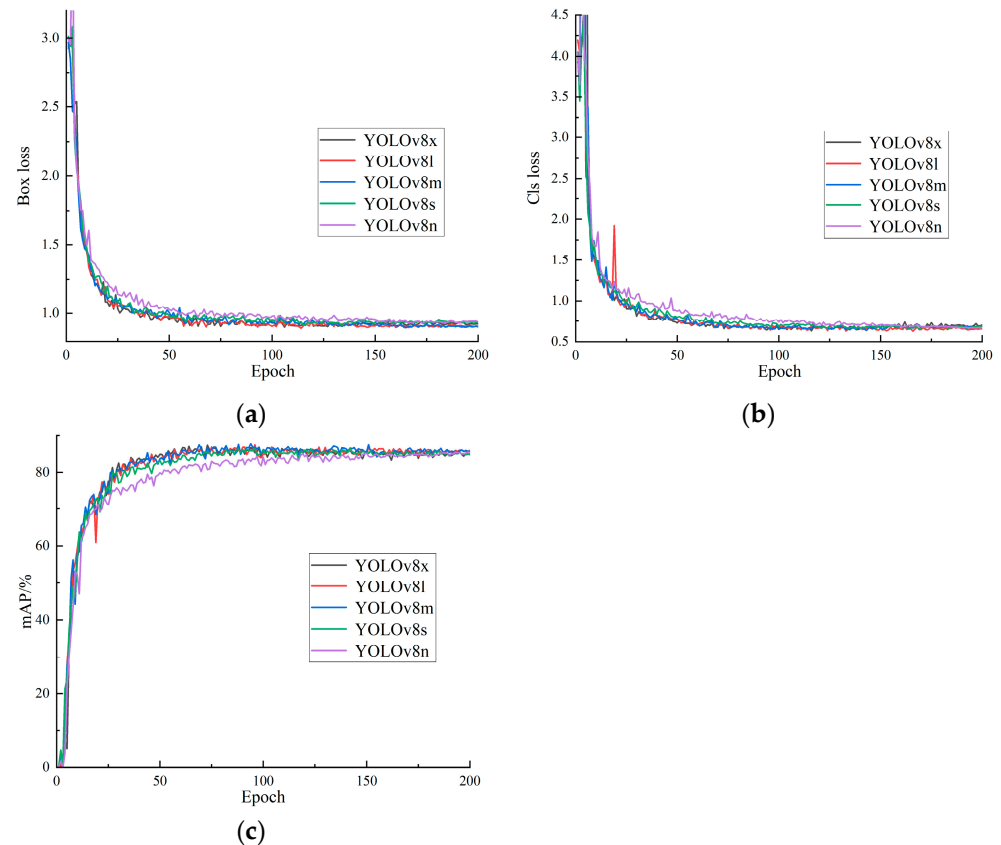 Box loss
3.0
2.5
2.0
1.5
1.0
0 50 100 150 200
Epoch
YOLOv8x
YOLOv8l
YOLOv8m
YOLOv8s
YOLOv8n
(a)
Cls loss
4.5
4.0
3.5
3.0
2.5
2.0
1.5
1.0
0.5
0 50 100 150 200
Epoch
YOLOv8x
YOLOv8l
YOLOv8m
YOLOv8s
YOLOv8n
(b)
mAP/%
80
60
40
20
0
0 50 100 150 200
Epoch
YOLOv8x
YOLOv8l
YOLOv8m
YOLOv8s
YOLOv8n
(c)